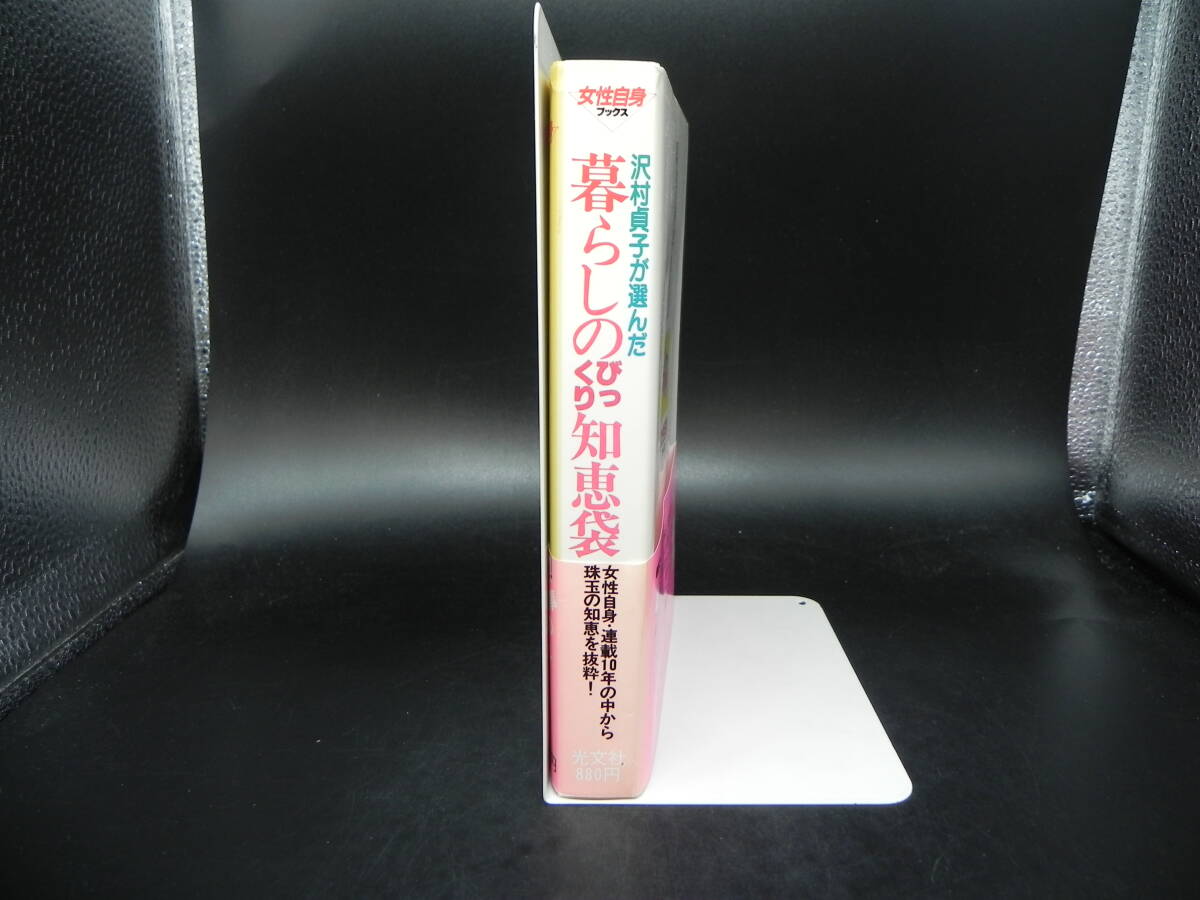 女性自身
ブックス
沢村貞子が選んだ
暮らしのびっくり知恵袋
女性自身・連載10年の中から
珠玉の知恵を抜粋!
光文社
880円